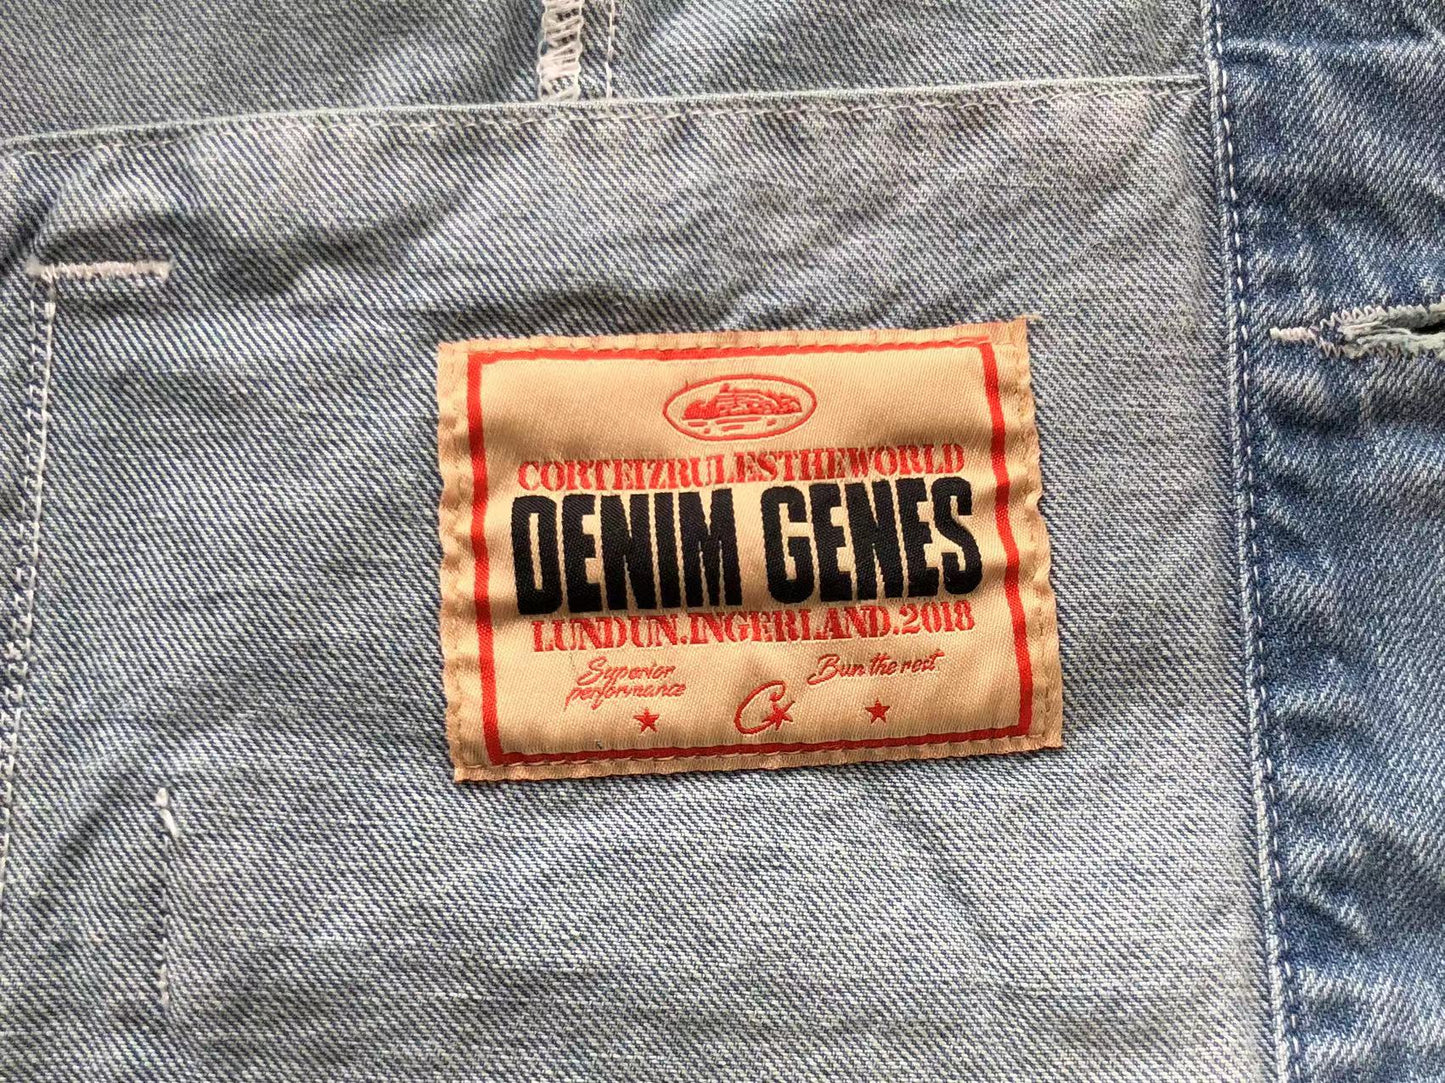 CORTEIZRULESTHEWORLD
DENIM GENES
LUNDUN.INGERLAND.2018
Superior
performance
Bun the rest
C